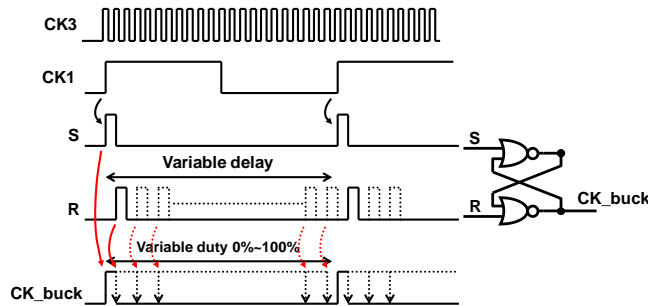 CK3
CK1
S
S
Variable delay
R
R
CK_buck
Variable duty 0%~100%
CK_buck